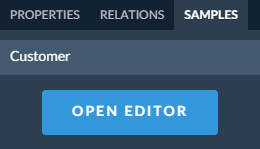 PROPERTIES RELATIONS SAMPLES
Customer
OPEN EDITOR